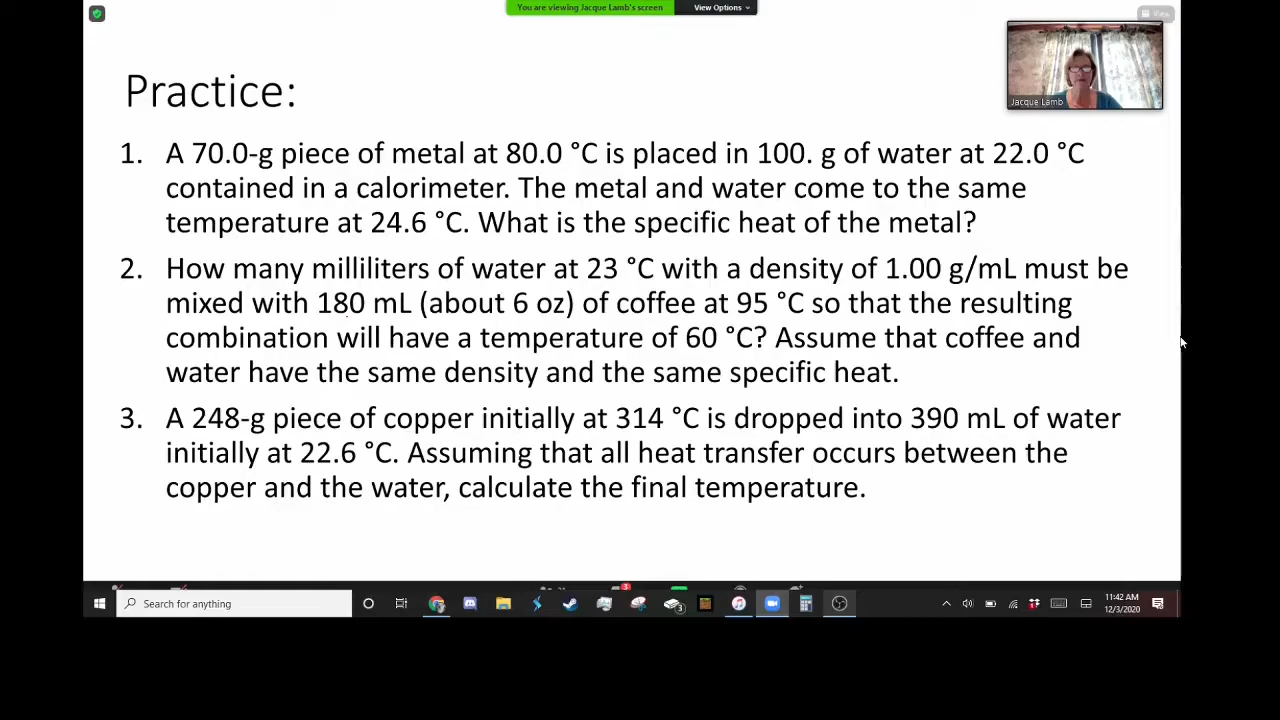 You are viewing Jacque Lamb's screen
View Options
View
Jacque Lamb
Practice:
1. A 70.0-g piece of metal at 80.0 °C is placed in 100. g of water at 22.0 °C
contained in a calorimeter. The metal and water come to the same
temperature at 24.6 °C. What is the specific heat of the metal?
2. How many milliliters of water at 23 °C with a density of 1.00 g/mL must be
mixed with 180 mL (about 6 oz) of coffee at 95 °C so that the resulting
combination will have a temperature of 60 °C? Assume that coffee and
water have the same density and the same specific heat.
3. A 248-g piece of copper initially at 314 °C is dropped into 390 mL of water
initially at 22.6 °C. Assuming that all heat transfer occurs between the
copper and the water, calculate the final temperature.
Search for anything
3
3
11:42 AM
12/3/2020